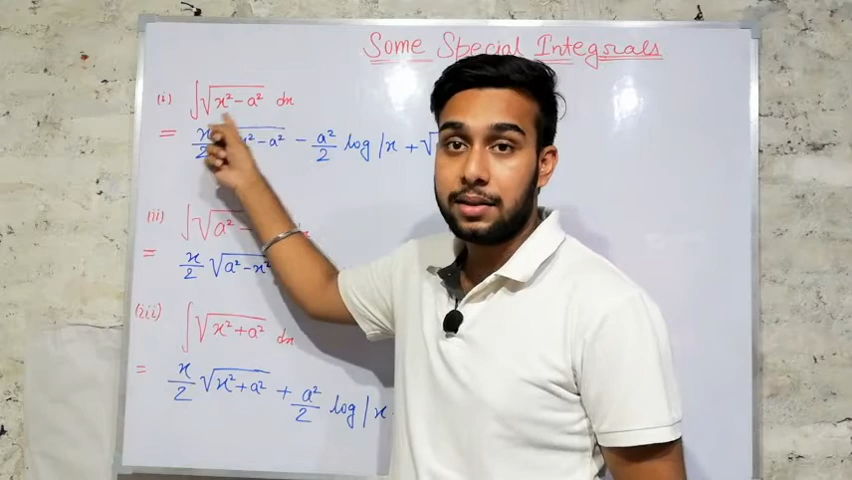 Some Special Integrals
(i) ∫√x² - a² dx
= x/2 x² - a² - a²/2 log |x + √
(ii) ∫√a² -
= x/2 √a² - x²
(iii) ∫√x² + a² dx
= x/2 √x² + a² + a²/2 log |x